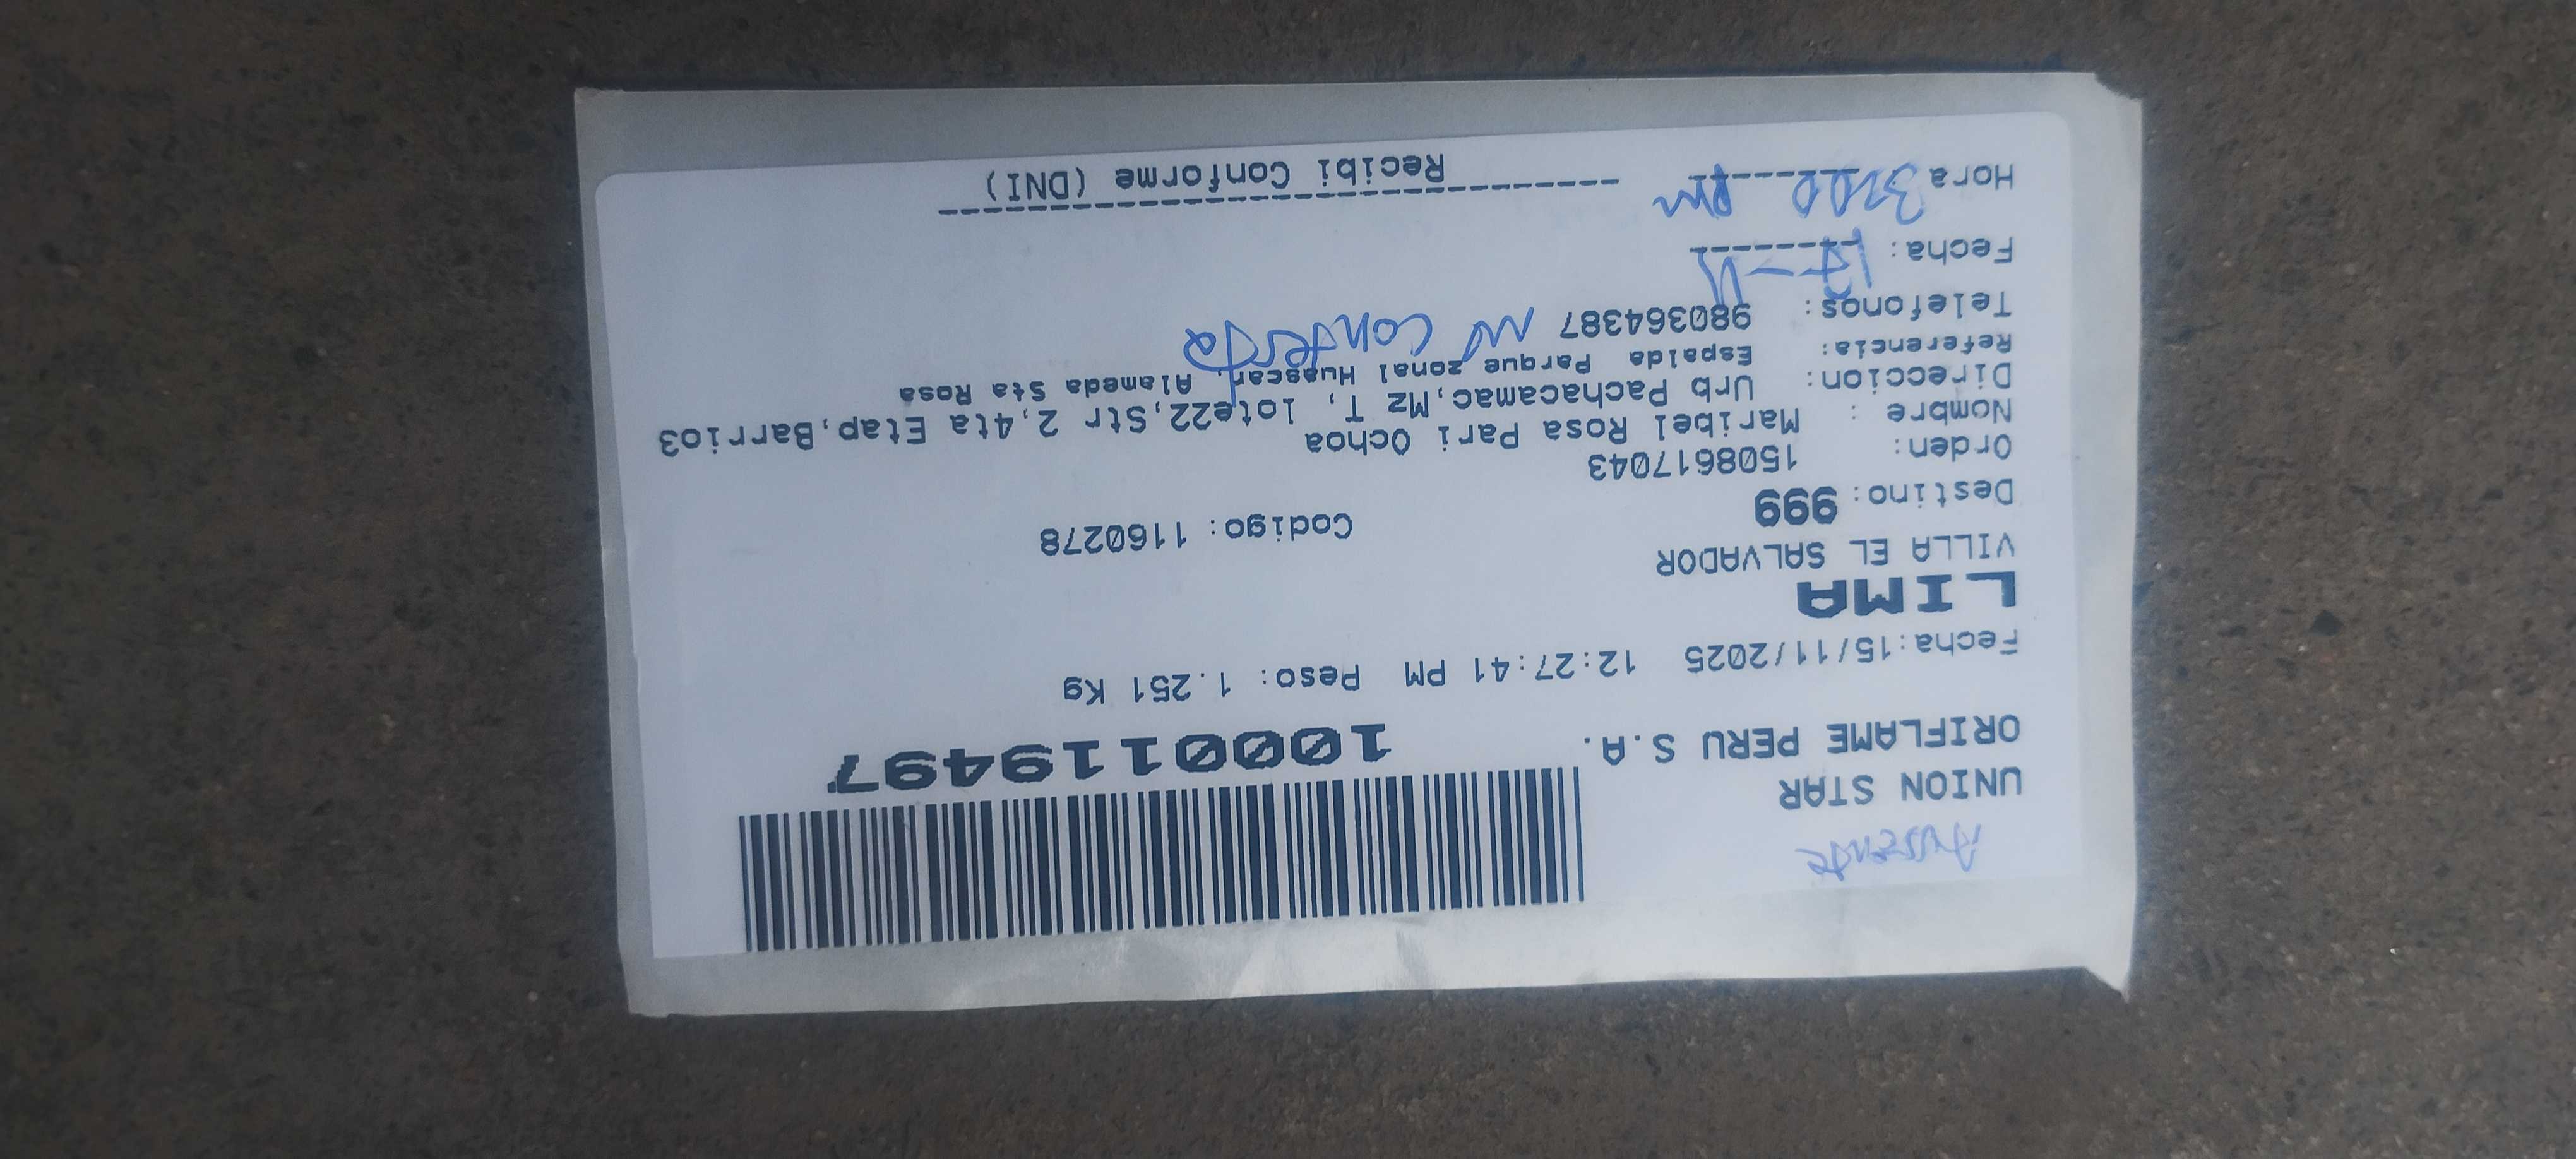 Ausente
UNION STAR
ORIFLAME PERU S.A.
1000119497
Fecha:15/11/2025 12:27:41 PM Peso: 1.251 Kg
LIMA
VILLA EL SALVADOR
Destino: 999 Codigo: 1160278
Orden: 1508617043
Nombre : Maribel Rosa Pari Ochoa
Direccion: Urb Pachacamac,Mz T, lote22,Str 2,4ta Etap,Barrio3
Referencia: Espalda Parque zonal Huascar, Alameda Sta Rosa
Telefonos: 980364387 No contesta
Fecha: 17-11
Hora 3:00 pm
Recibi Conforme (DNI)